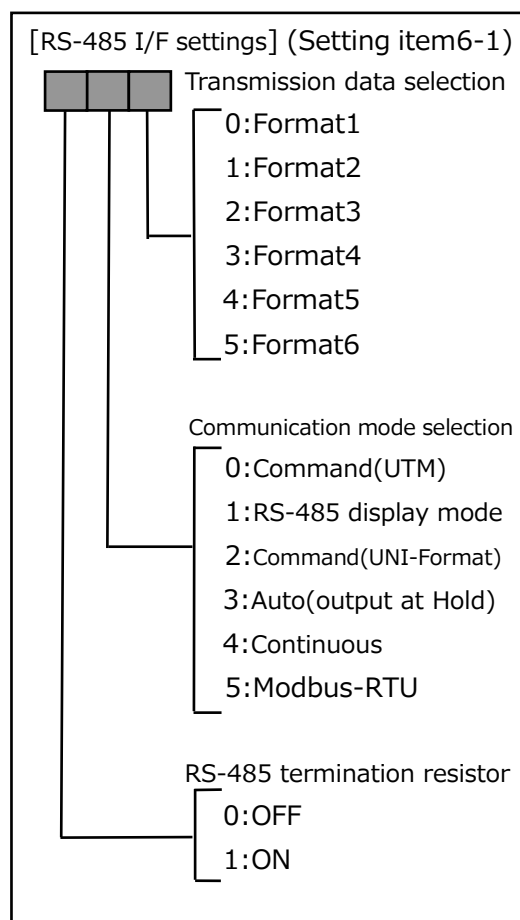 [RS-485 I/F settings] (Setting item6-1)
Transmission data selection
0:Format1
1:Format2
2:Format3
3:Format4
4:Format5
5:Format6
Communication mode selection
0:Command(UTM)
1:RS-485 display mode
2:Command(UNI-Format)
3:Auto(output at Hold)
4:Continuous
5:Modbus-RTU
RS-485 termination resistor
0:OFF
1:ON